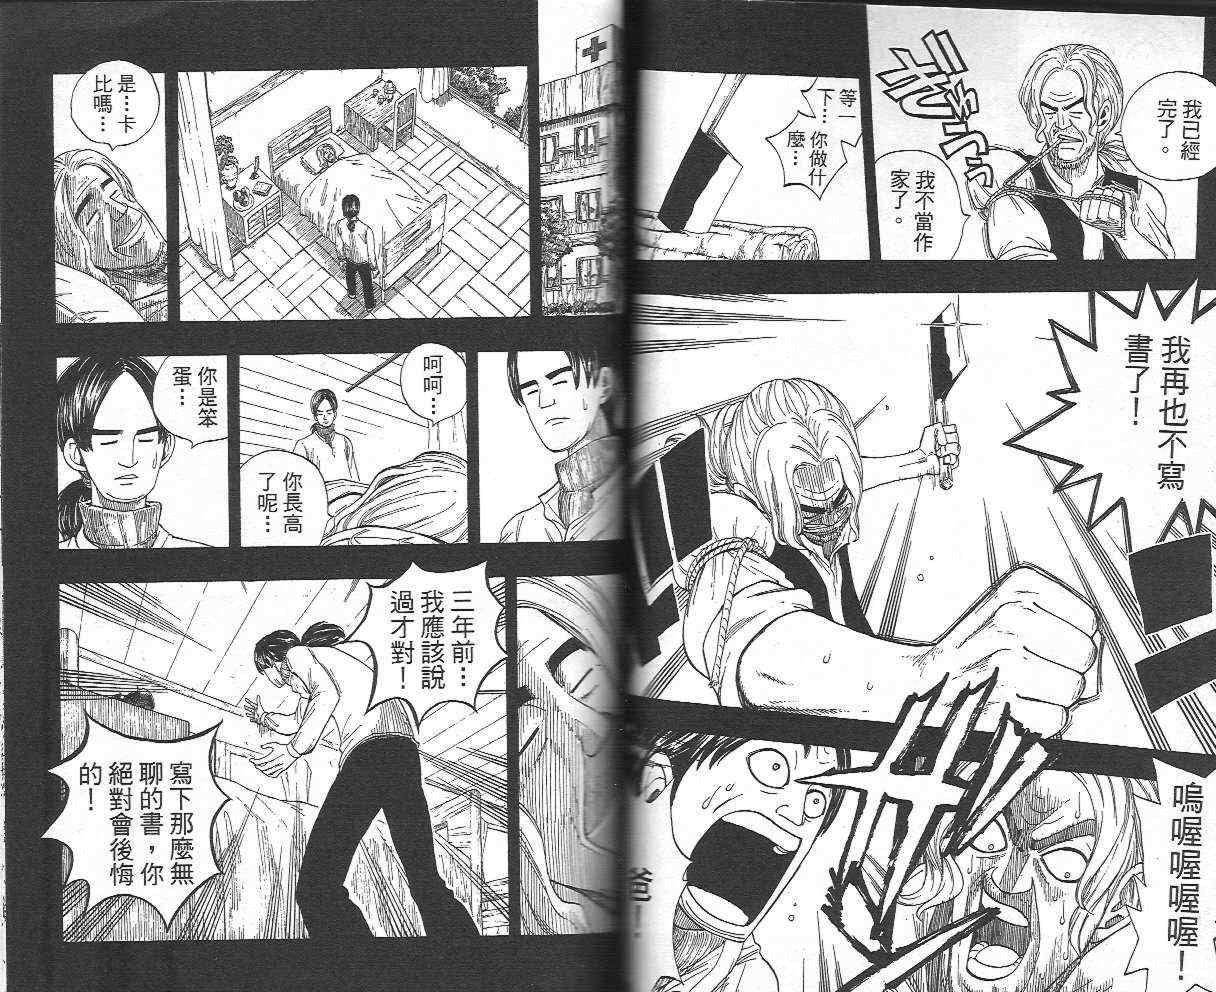 我已經
完了。
我不當作
家了。
等一
下…你做什
麼…
我再也不寫
書了！
嗚喔喔喔喔喔！
爸！
是…卡
比嗎…
呵呵…
你長高
了呢…
你是笨
蛋…
三年前…
我應該說
過才對！
寫下那麼無
聊的書，你
絕對會後悔
的！